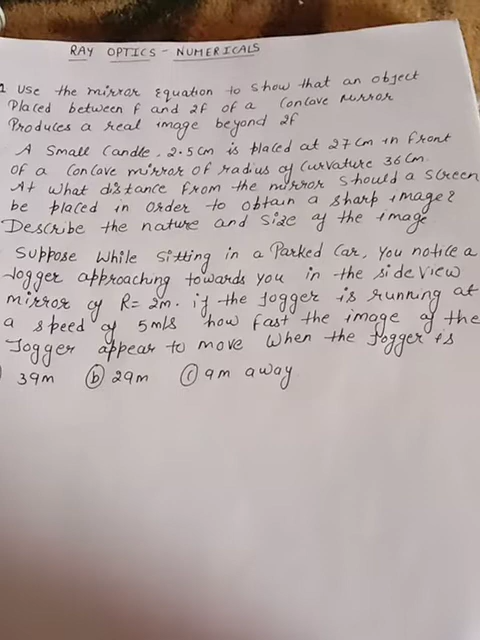 RAY OPTICS - NUMERICALS
1 Use the mirror Equation to show that an object
Placed between f and 2f of a Concave mirror
Produces a real image beyond 2f
A Small Candle, 2.5 cm is placed at 27 cm in front
of a Concave mirror of radius of Curvature 36 cm.
At what distance from the mirror should a screen
be placed in order to obtain a sharp image?
Describe the nature and size of the image
Suppose while sitting in a Parked Car, you notice a
Jogger approaching towards you in the side view
mirror of R= 2m. if the Jogger is running at
a speed of 5m/s how fast the image of the
Jogger appear to move when the Jogger is
39m (b) 29m (c) 9m away